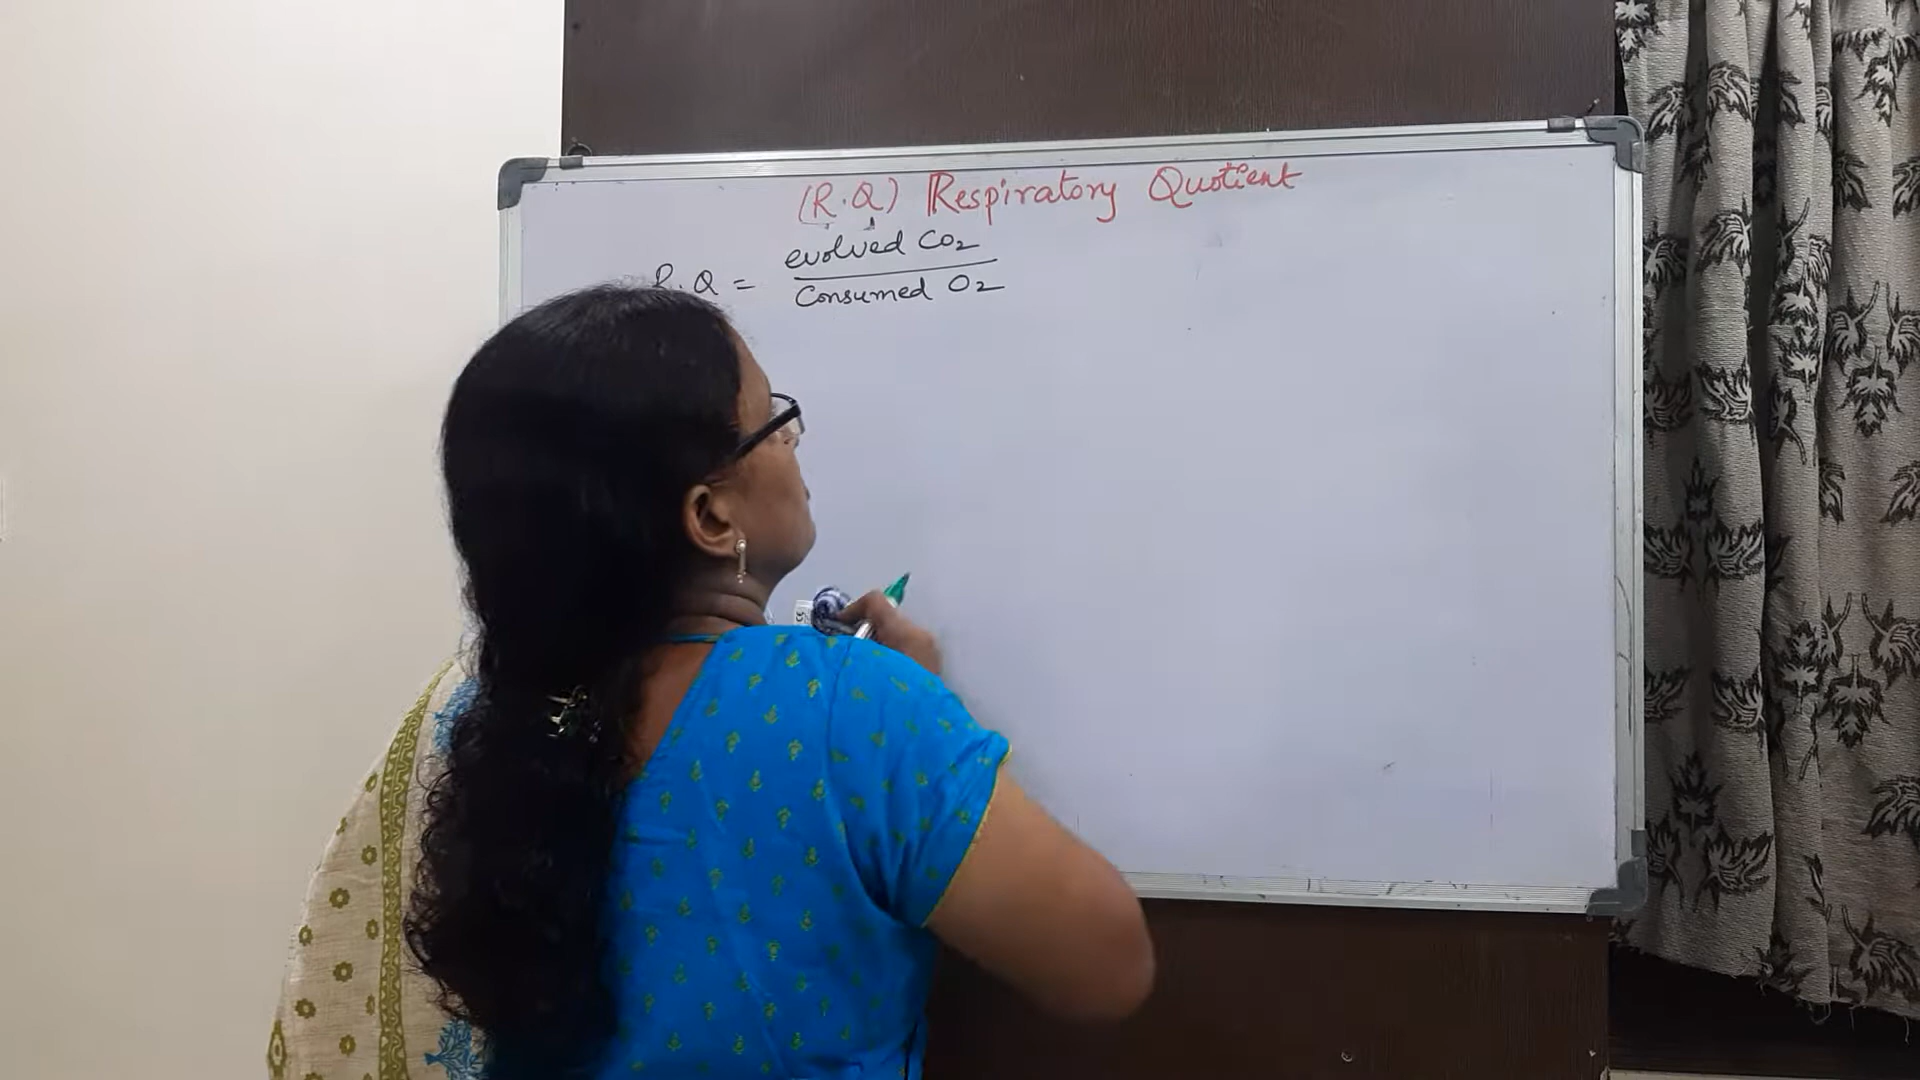 (R.Q) Respiratory Quotient
evolved CO2
R.Q =
Consumed O2